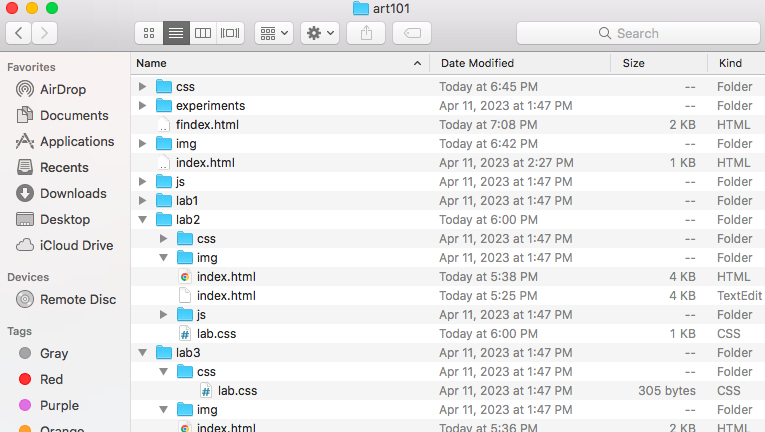 art101
Search
Favorites
AirDrop
Documents
Applications
Recents
Downloads
Desktop
iCloud Drive
Devices
Remote Disc
Tags
Gray
Red
Purple
Orange
Name Date Modified Size Kind
css Today at 6:45 PM -- Folder
experiments Apr 11, 2023 at 1:47 PM -- Folder
findex.html Today at 7:08 PM 2 KB HTML
img Today at 6:42 PM -- Folder
index.html Apr 11, 2023 at 2:27 PM 1 KB HTML
js Apr 11, 2023 at 1:47 PM -- Folder
lab1 Apr 11, 2023 at 1:47 PM -- Folder
lab2 Today at 6:00 PM -- Folder
css Apr 11, 2023 at 1:47 PM -- Folder
img Apr 11, 2023 at 1:47 PM -- Folder
index.html Today at 5:38 PM 4 KB HTML
index.html Today at 5:25 PM 4 KB TextEdit
js Apr 11, 2023 at 1:47 PM -- Folder
lab.css Today at 6:00 PM 1 KB CSS
lab3 Apr 11, 2023 at 1:47 PM -- Folder
css Apr 11, 2023 at 1:47 PM -- Folder
lab.css Apr 11, 2023 at 1:47 PM 305 bytes CSS
img Apr 11, 2023 at 1:47 PM -- Folder
index.html Today at 5:36 PM 2 KB HTML